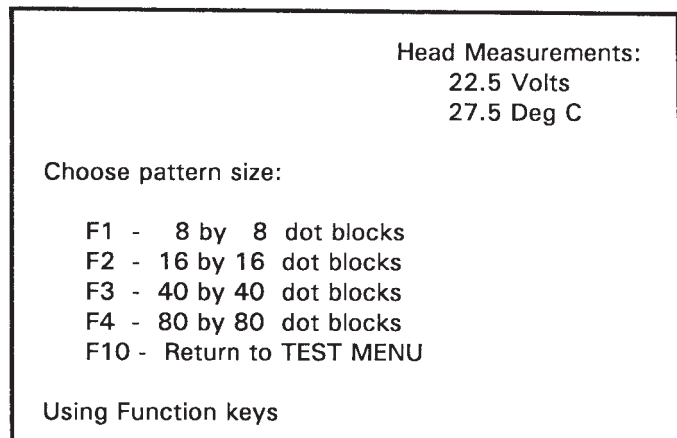 Head Measurements:
22.5 Volts
27.5 Deg C
Choose pattern size:
F1 - 8 by 8 dot blocks
F2 - 16 by 16 dot blocks
F3 - 40 by 40 dot blocks
F4 - 80 by 80 dot blocks
F10 - Return to TEST MENU
Using Function keys